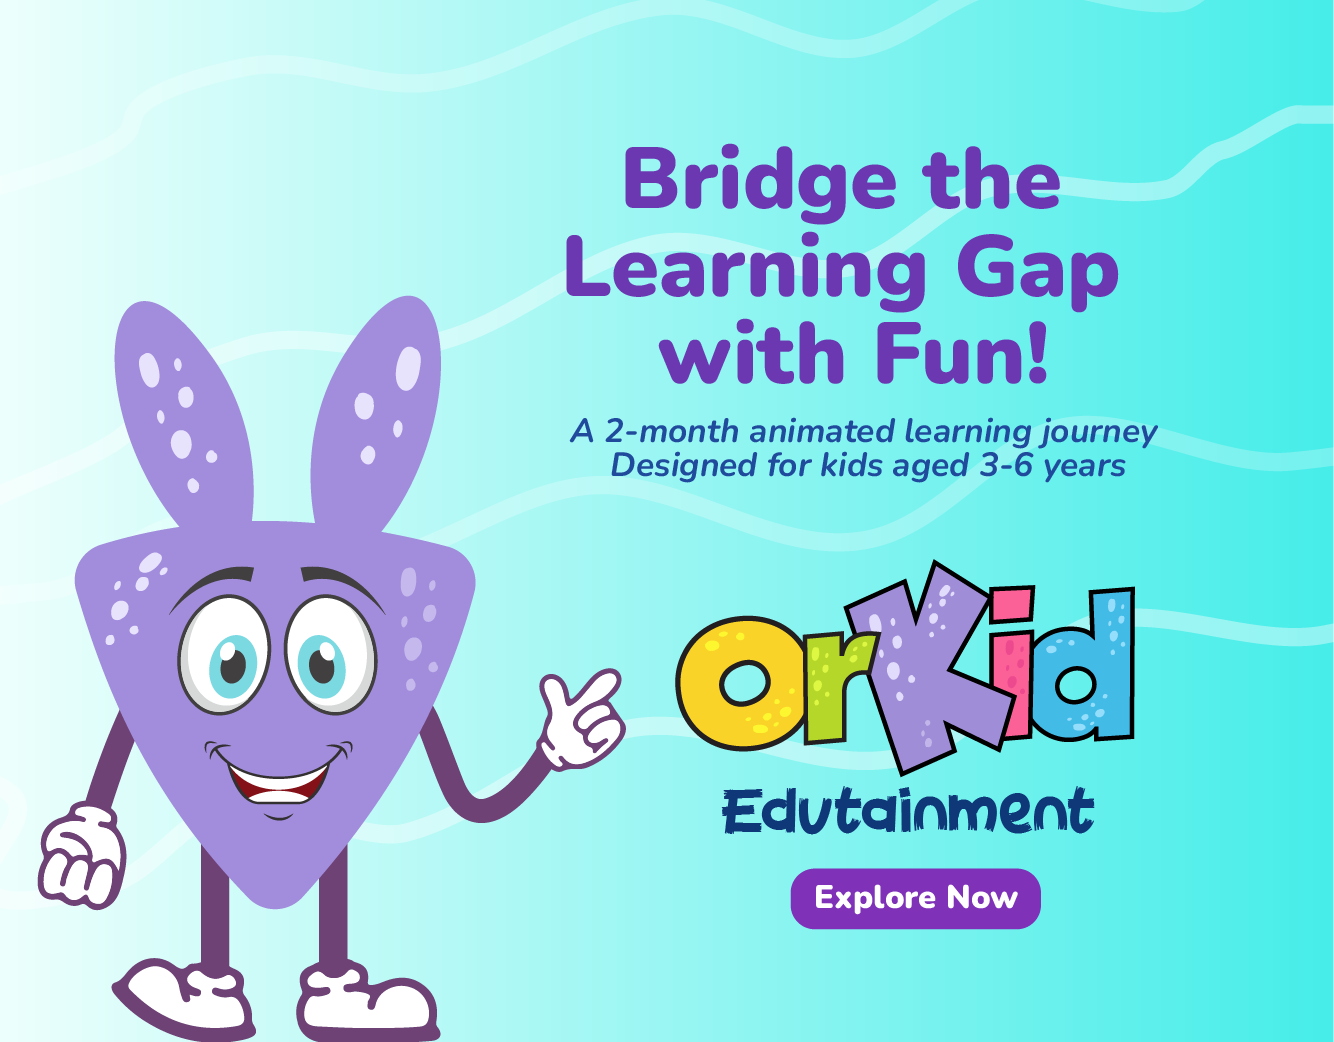 Bridge the
Learning Gap
with Fun!
A 2-month animated learning journey
Designed for kids aged 3-6 years
orKid
Edutainment
Explore Now